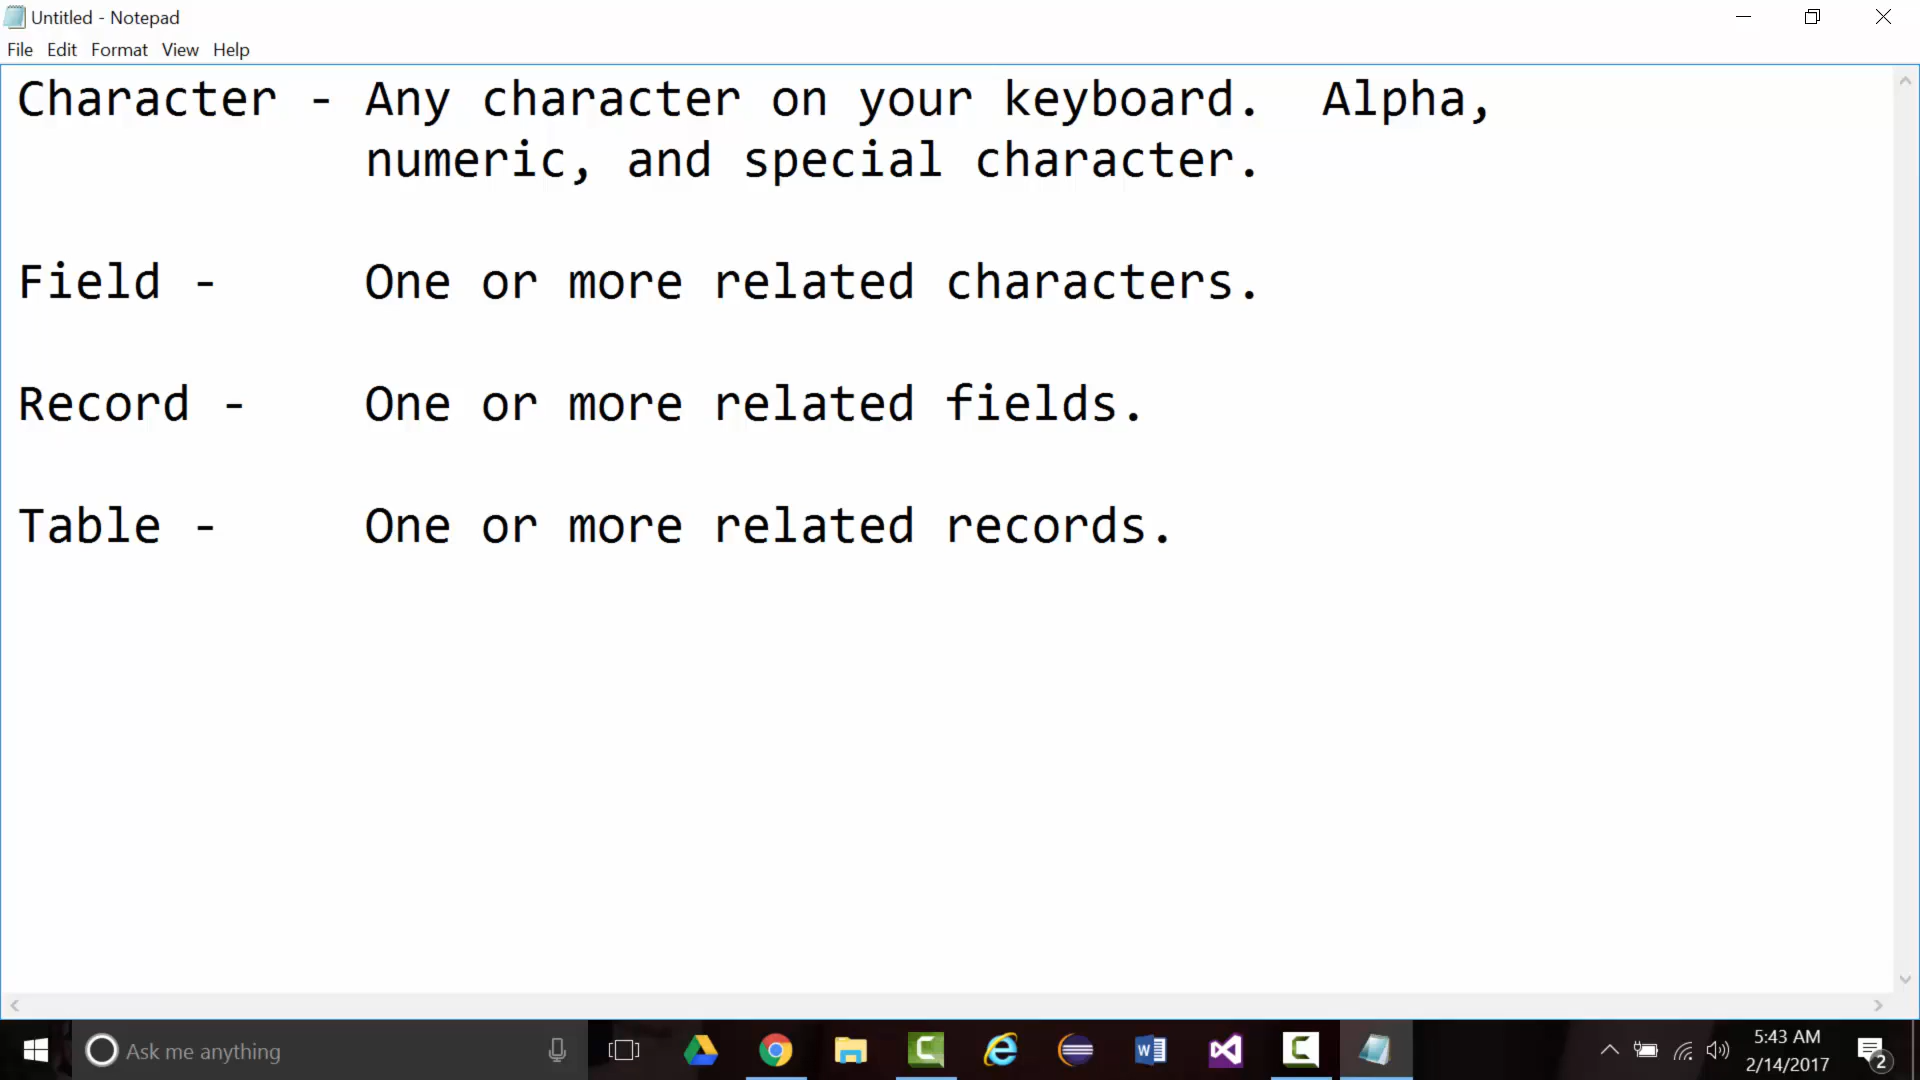 Untitled - Notepad
File Edit Format View Help
Character - Any character on your keyboard.  Alpha,
numeric, and special character.
Field - One or more related characters.
Record - One or more related fields.
Table - One or more related records.
Ask me anything
5:43 AM
2/14/2017
2